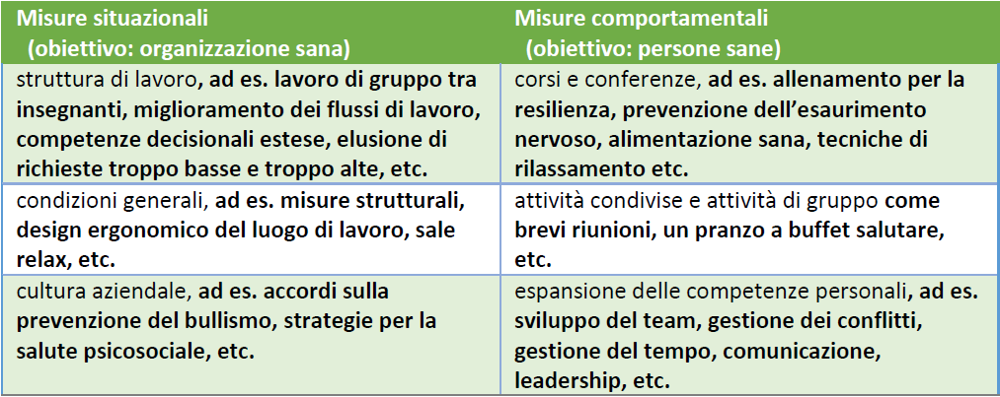 Misure situazionali
(obiettivo: organizzazione sana)
Misure comportamentali
(obiettivo: persone sane)
struttura di lavoro, ad es. lavoro di gruppo tra
insegnanti, miglioramento dei flussi di lavoro,
competenze decisionali estese, elusione di
richieste troppo basse e troppo alte, etc.
corsi e conferenze, ad es. allenamento per la
resilienza, prevenzione dell’esaurimento
nervoso, alimentazione sana, tecniche di
rilassamento etc.
condizioni generali, ad es. misure strutturali,
design ergonomico del luogo di lavoro, sale
relax, etc.
attività condivise e attività di gruppo come
brevi riunioni, un pranzo a buffet salutare,
etc.
cultura aziendale, ad es. accordi sulla
prevenzione del bullismo, strategie per la
salute psicosociale, etc.
espansione delle competenze personali, ad es.
sviluppo del team, gestione dei conflitti,
gestione del tempo, comunicazione,
leadership, etc.